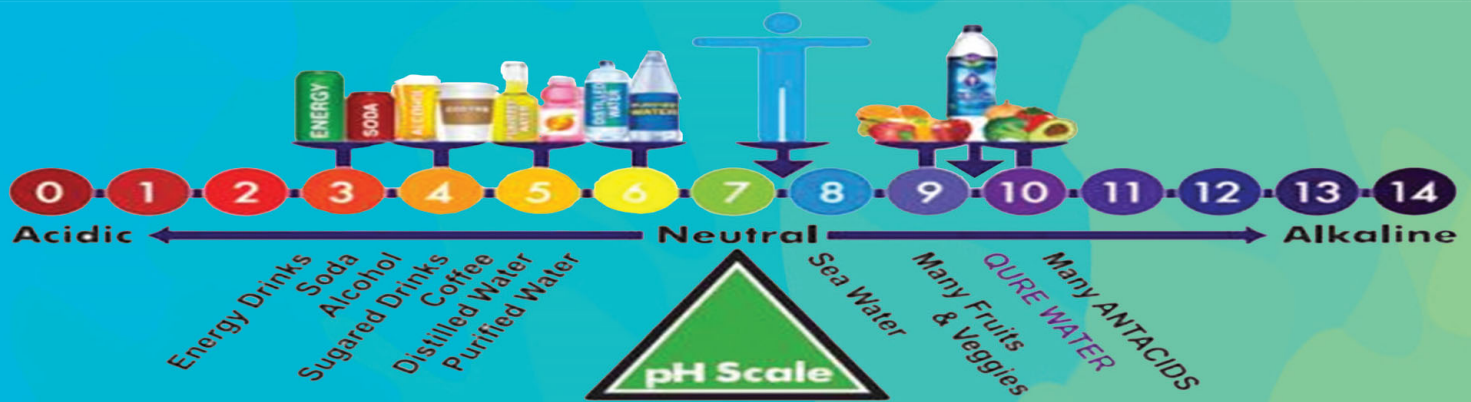 ENERGY
SODA
ALCOHOL
COFFEE
DISTILLED
WATER
PURIFIED
WATER
0 1 2 3 4 5 6 7 8 9 10 11 12 13 14
Acidic Neutral Alkaline
Energy Drinks
Soda
Alcohol
Sugared Drinks
Coffee
Distilled Water
Purified Water
Sea Water
Many Fruits
& Veggies
QURE WATER
Many ANTACIDS
pH Scale